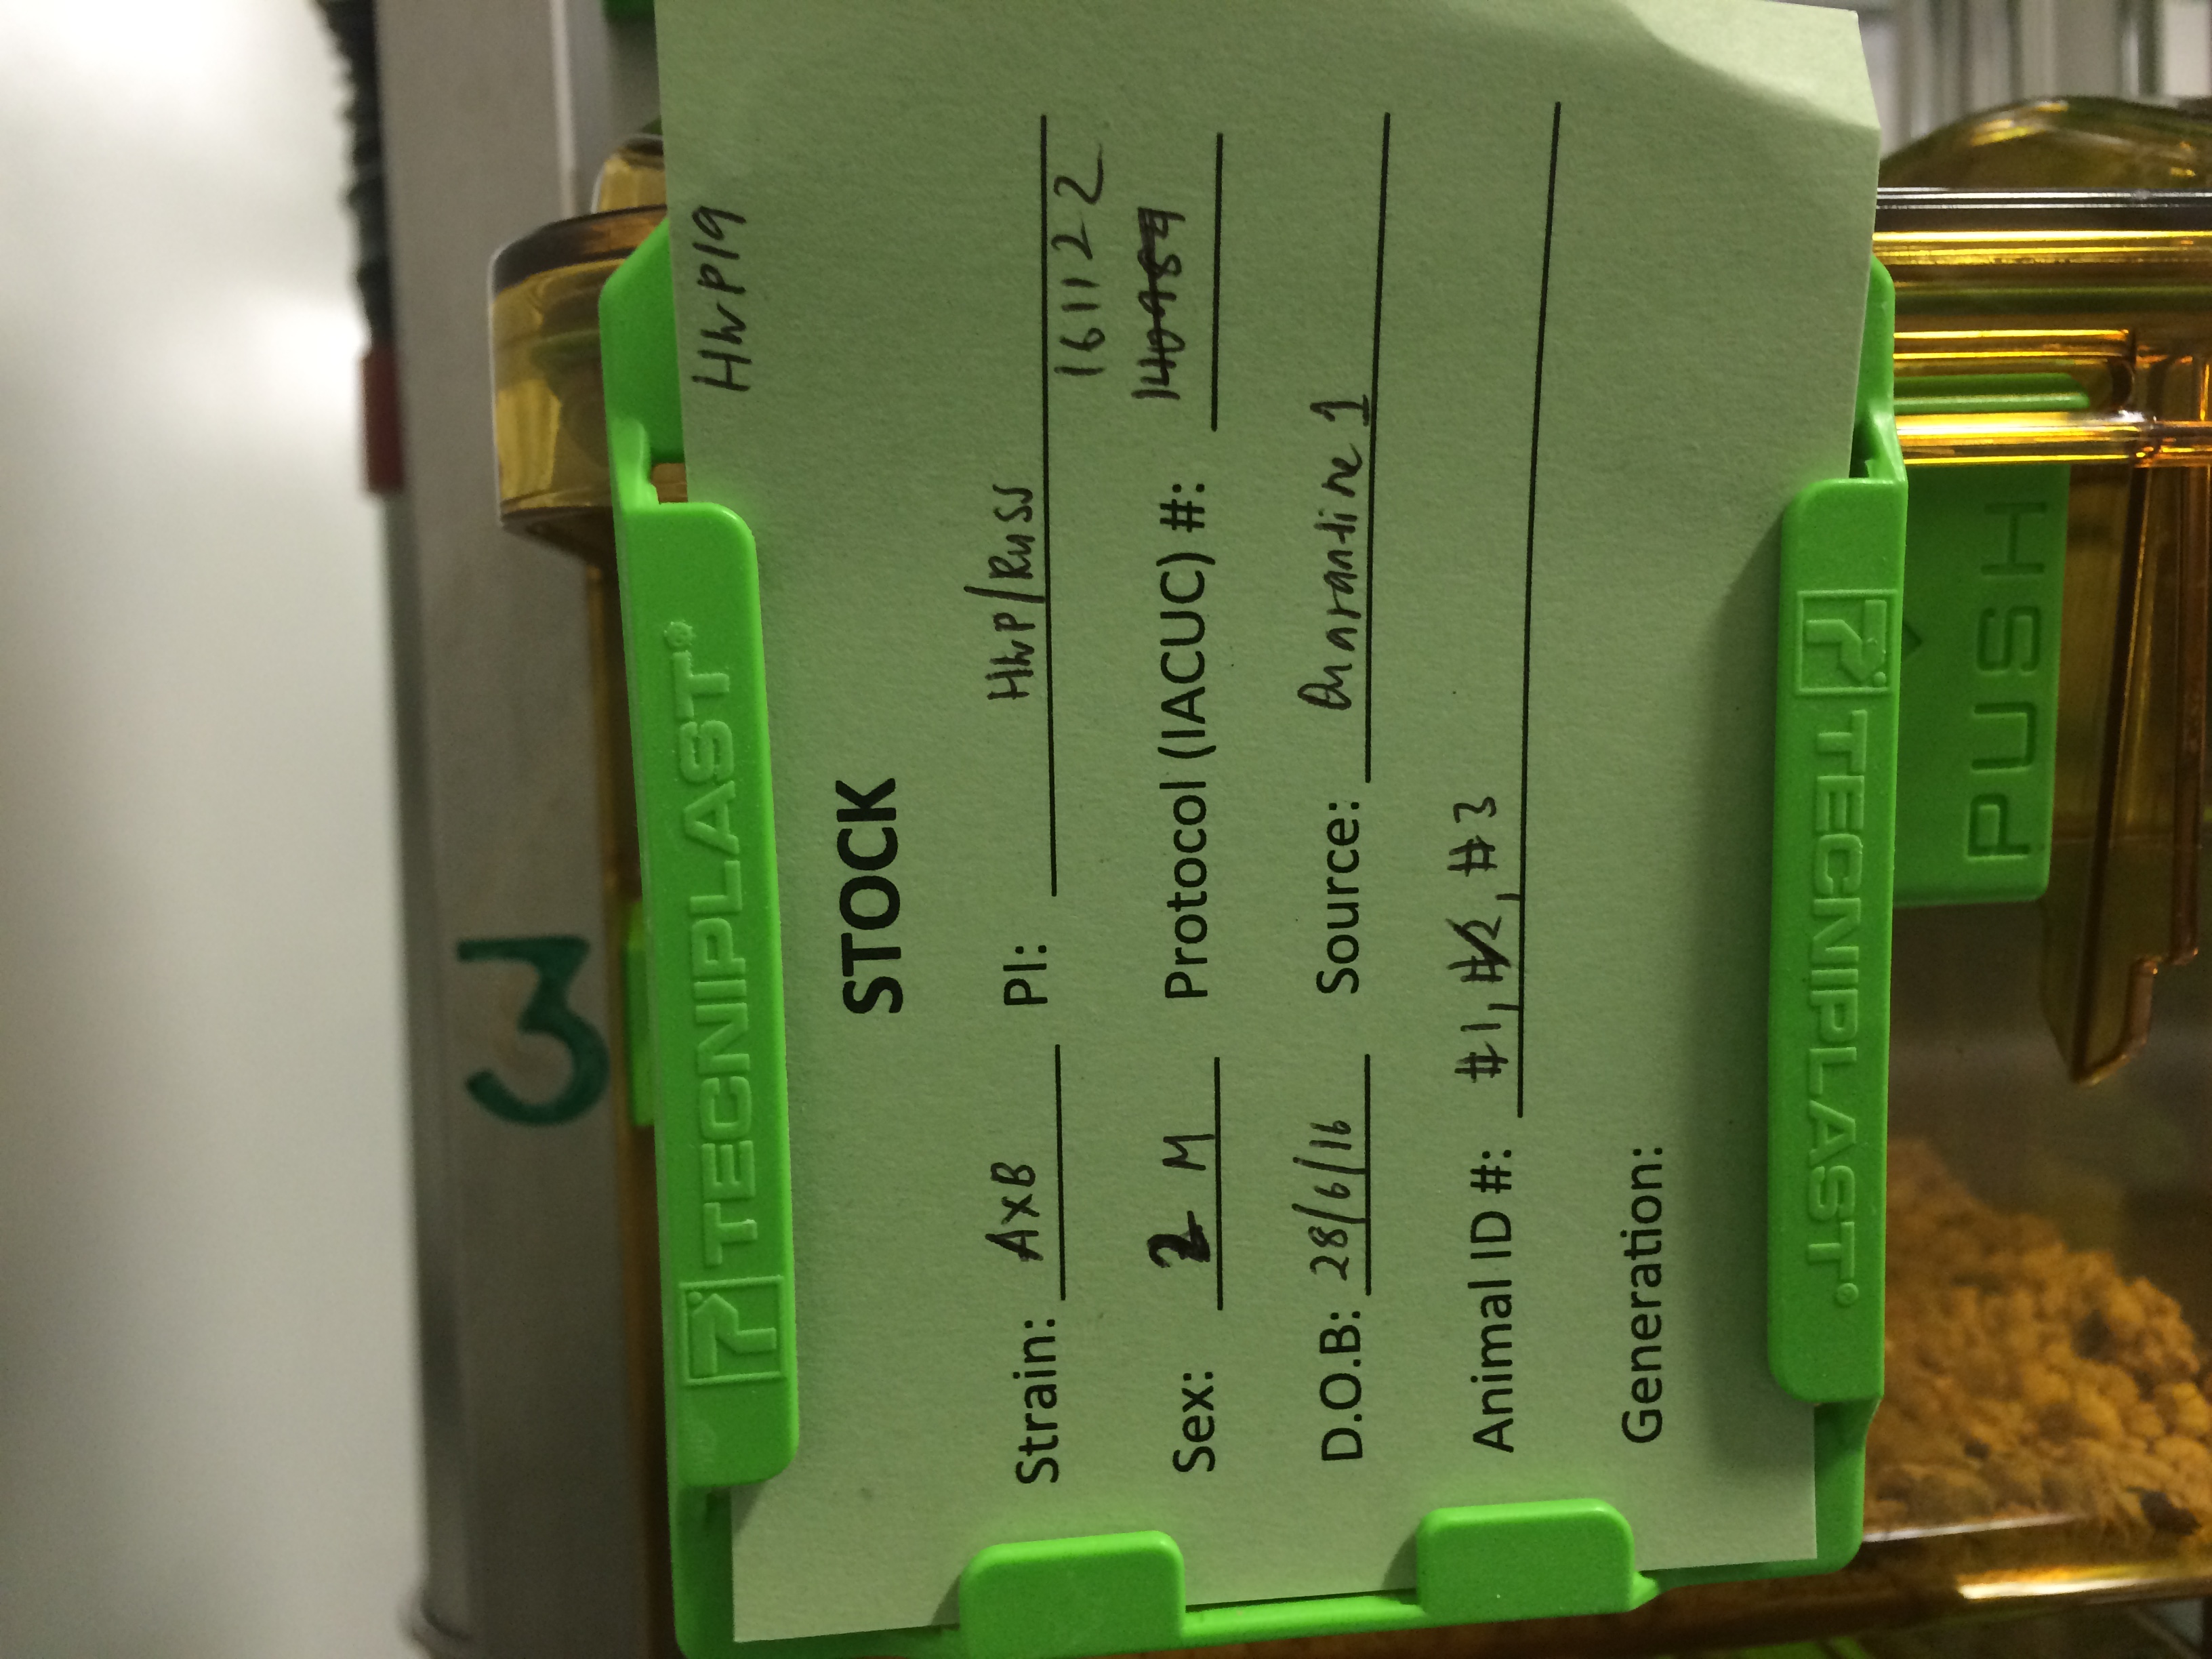 3
TECNIPLAST®
HWP19
STOCK
Strain: AxB PI: HWP/Russ
161122
Sex: 2 M Protocol (IACUC) #:
D.O.B: 28/6/16 Source: Quarantine 1
Animal ID #: #1, #2, #3
Generation:
TECNIPLAST®
PUSH